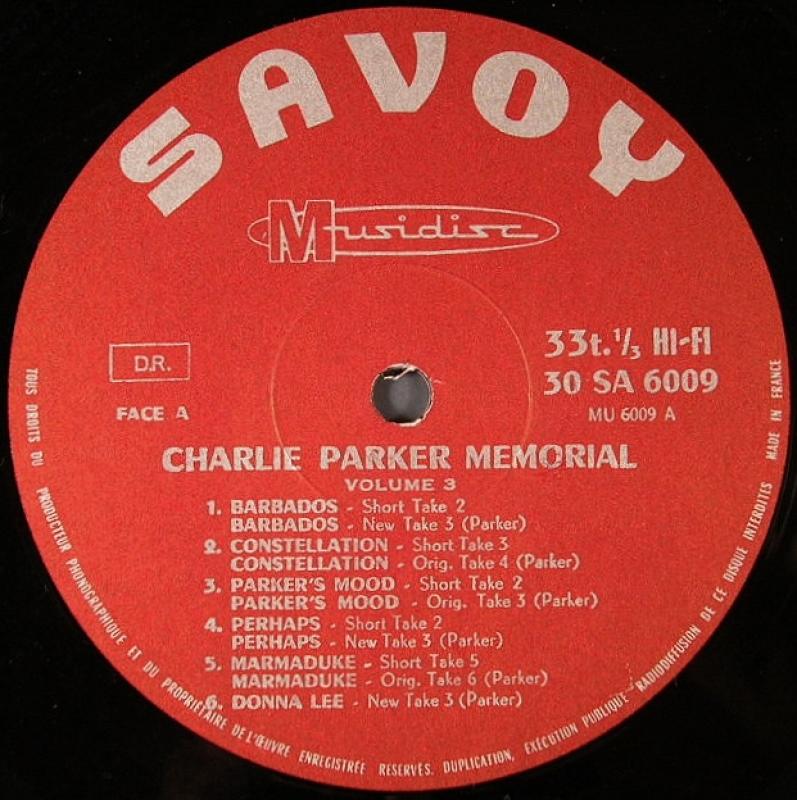 SAVOY
Musidisc
D.R.
FACE A
33t.⅓ HI-FI
30 SA 6009
MU 6009 A
CHARLIE PARKER MEMORIAL
VOLUME 3
1. BARBADOS - Short Take 2
BARBADOS - New Take 3 (Parker)
2. CONSTELLATION - Short Take 3
CONSTELLATION - Orig. Take 4 (Parker)
3. PARKER'S MOOD - Short Take 2
PARKER'S MOOD - Orig. Take 3 (Parker)
4. PERHAPS - Short Take 2
PERHAPS - New Take 3 (Parker)
5. MARMADUKE - Short Take 5
MARMADUKE - Orig. Take 6 (Parker)
6. DONNA LEE - New Take 3 (Parker)
TOUS DROITS DU PRODUCTEUR PHONOGRAPHIQUE ET DU PROPRIÉTAIRE DE L'ŒUVRE ENREGISTRÉE RESERVES. DUPLICATION, EXÉCUTION PUBLIQUE - RADIODIFFUSION DE CE DISQUE INTERDITES MADE IN FRANCE